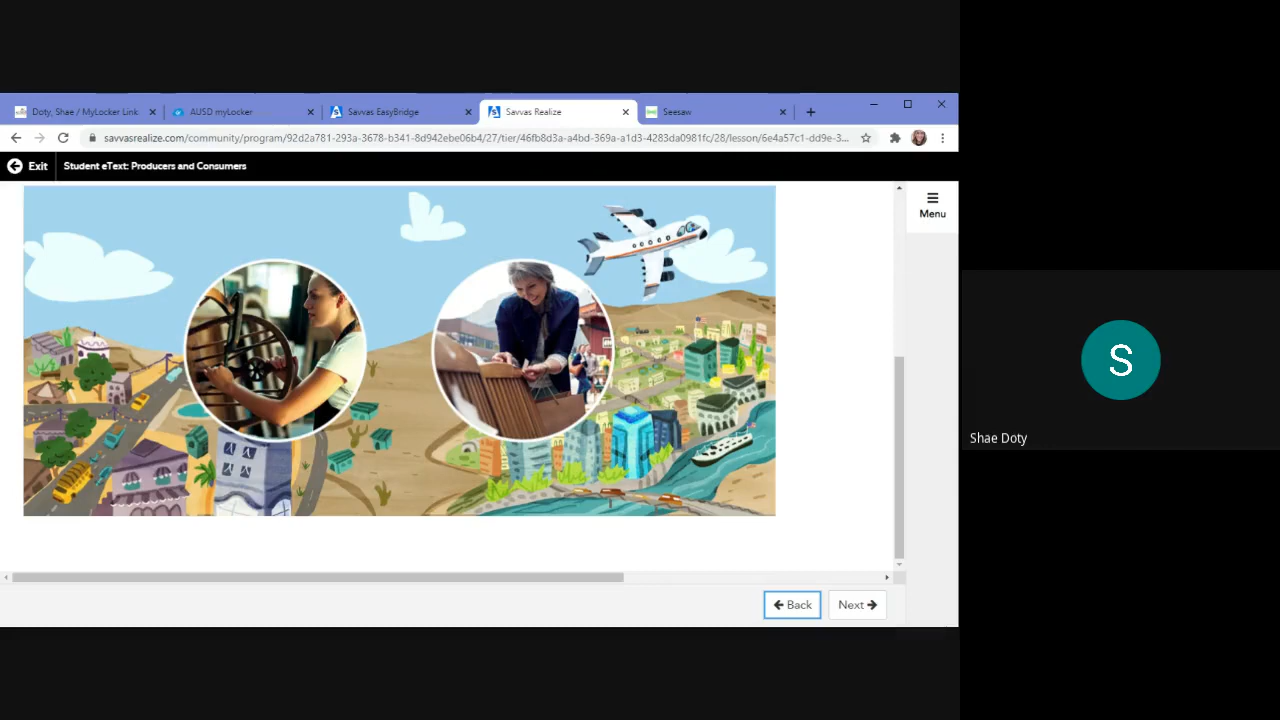 Doty, Shae / MyLocker Link
AUSD myLocker
Savvas EasyBridge
Savvas Realize
Seesaw
savvasrealize.com/community/program/92d2a781-293a-3678-b341-8d942ebe06b4/27/tier/46fb8d3a-a4bd-369a-a1d3-4283da0981fc/28/lesson/6e4a57c1-dd9e-3...
Exit
Student eText: Producers and Consumers
Menu
S
Shae Doty
Back
Next